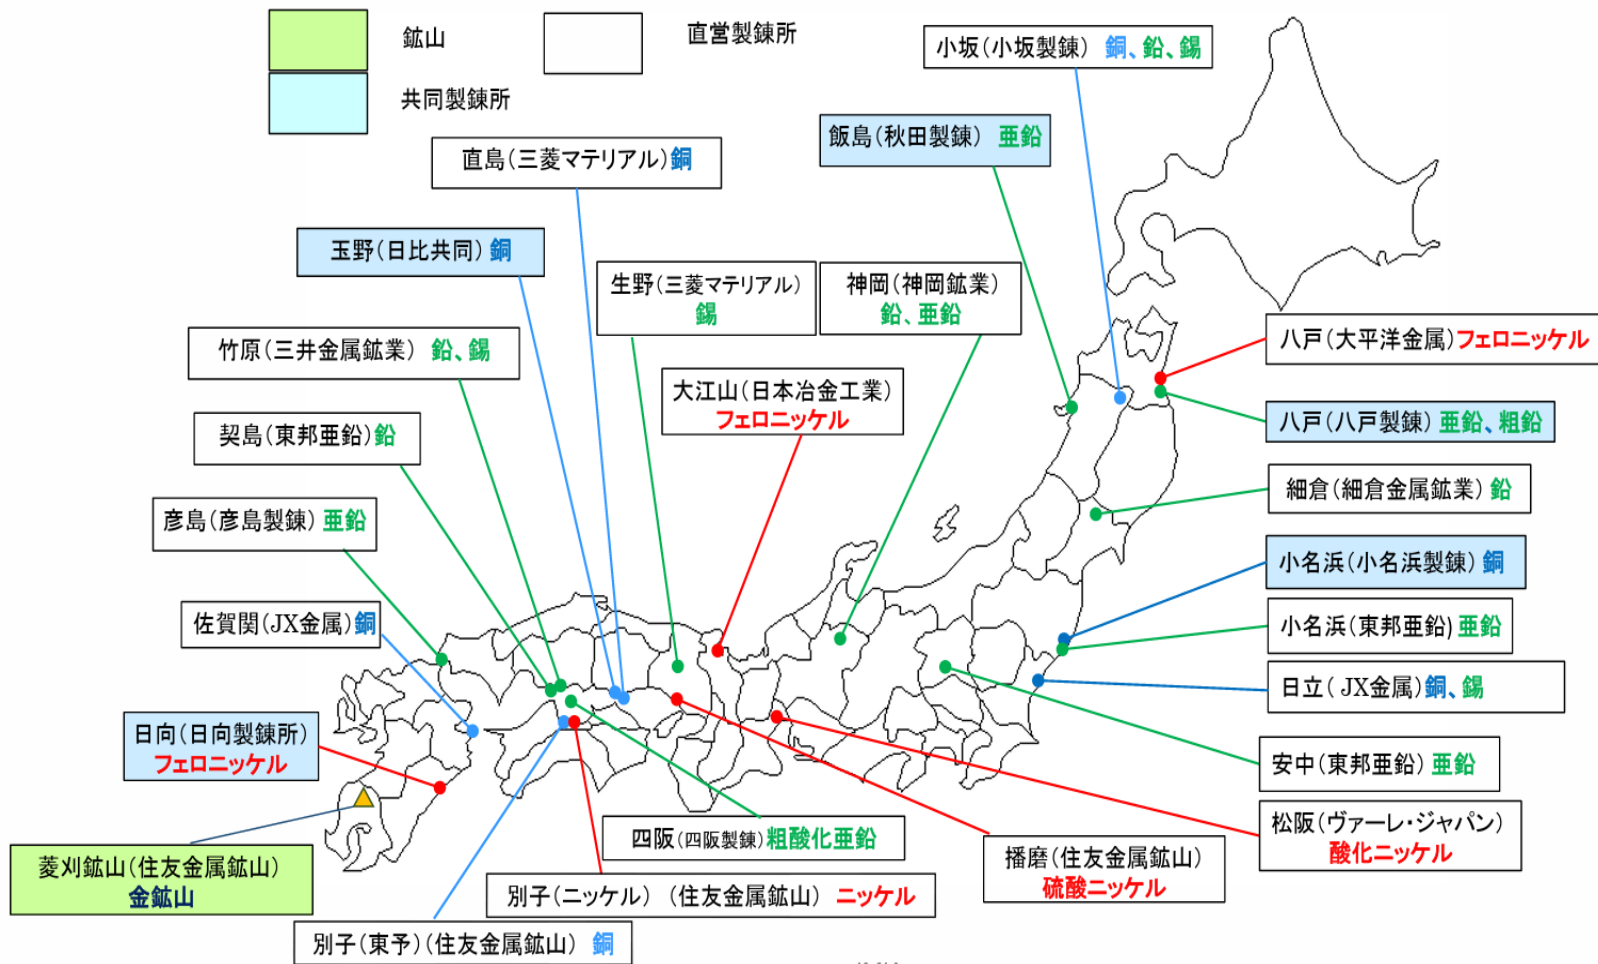 鉱山
直営製錬所
共同製錬所
小坂(小坂製錬) 銅、鉛、錫
飯島(秋田製錬) 亜鉛
直島(三菱マテリアル)銅
玉野(日比共同) 銅
生野(三菱マテリアル)
錫
神岡(神岡鉱業)
鉛、亜鉛
竹原(三井金属鉱業) 鉛、錫
八戸(大平洋金属)フェロニッケル
大江山(日本冶金工業)
フェロニッケル
契島(東邦亜鉛)鉛
八戸(八戸製錬) 亜鉛、粗鉛
細倉(細倉金属鉱業) 鉛
彦島(彦島製錬) 亜鉛
小名浜(小名浜製錬) 銅
佐賀関(JX金属)銅
小名浜(東邦亜鉛) 亜鉛
日立( JX金属)銅、錫
日向(日向製錬所)
フェロニッケル
安中(東邦亜鉛) 亜鉛
松阪(ヴァーレ・ジャパン)
酸化ニッケル
四阪(四阪製錬)粗酸化亜鉛
播磨(住友金属鉱山)
硫酸ニッケル
菱刈鉱山(住友金属鉱山)
金鉱山
別子(ニッケル) (住友金属鉱山) ニッケル
別子(東予)(住友金属鉱山) 銅